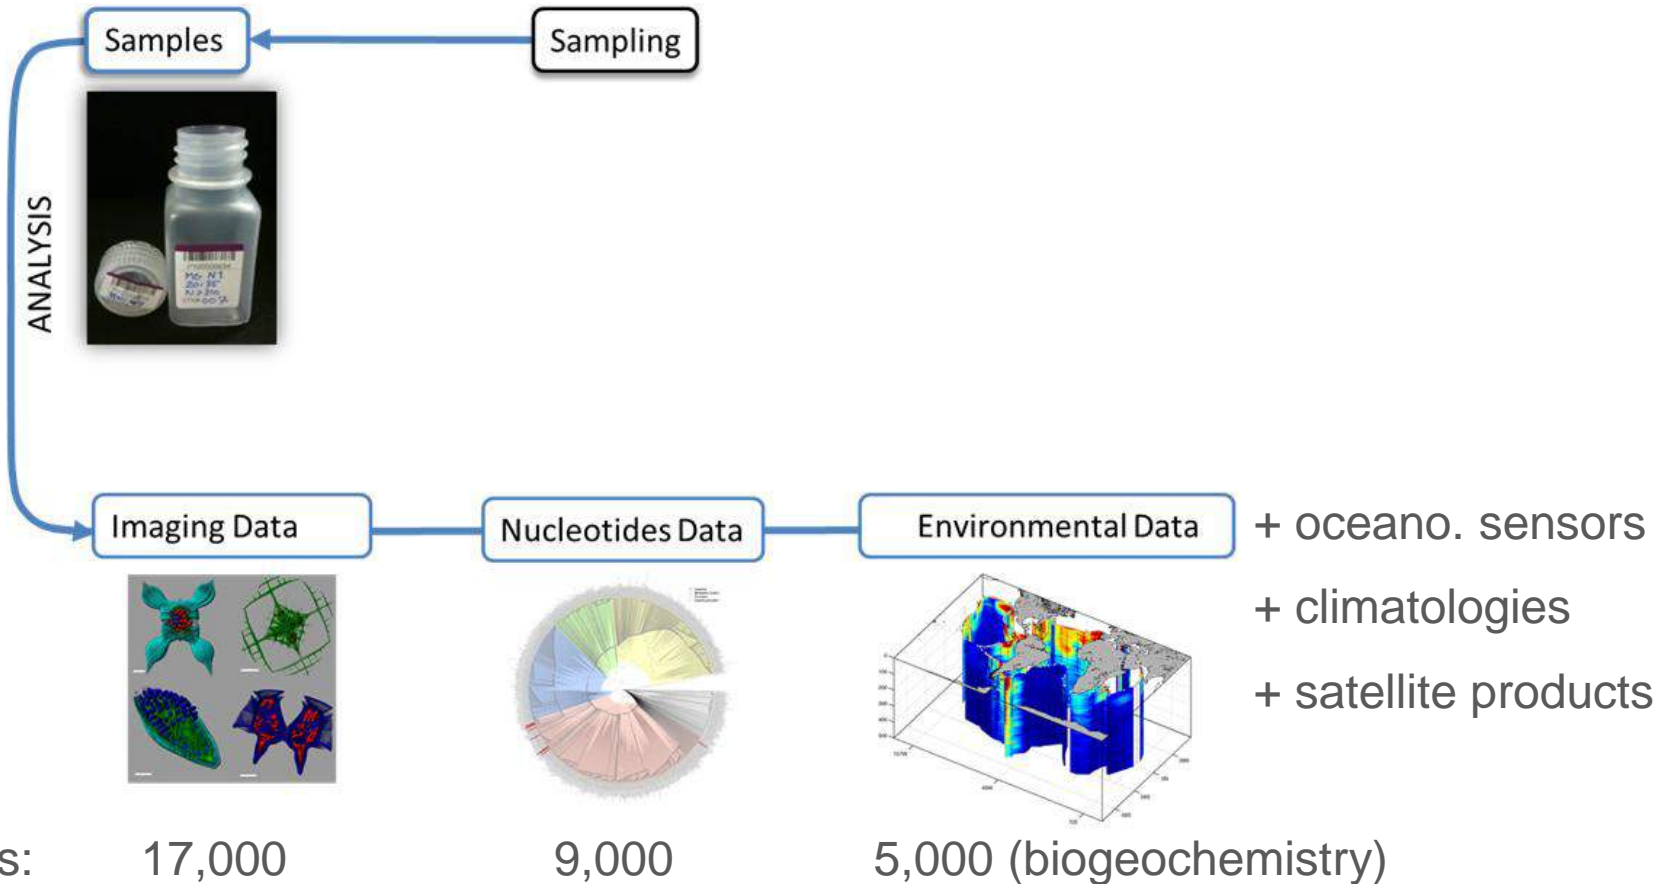 Samples
Sampling
ANALYSIS
Imaging Data
Nucleotides Data
Environmental Data
+ oceano. sensors
+ climatologies
+ satellite products
s:
17,000
9,000
5,000 (biogeochemistry)